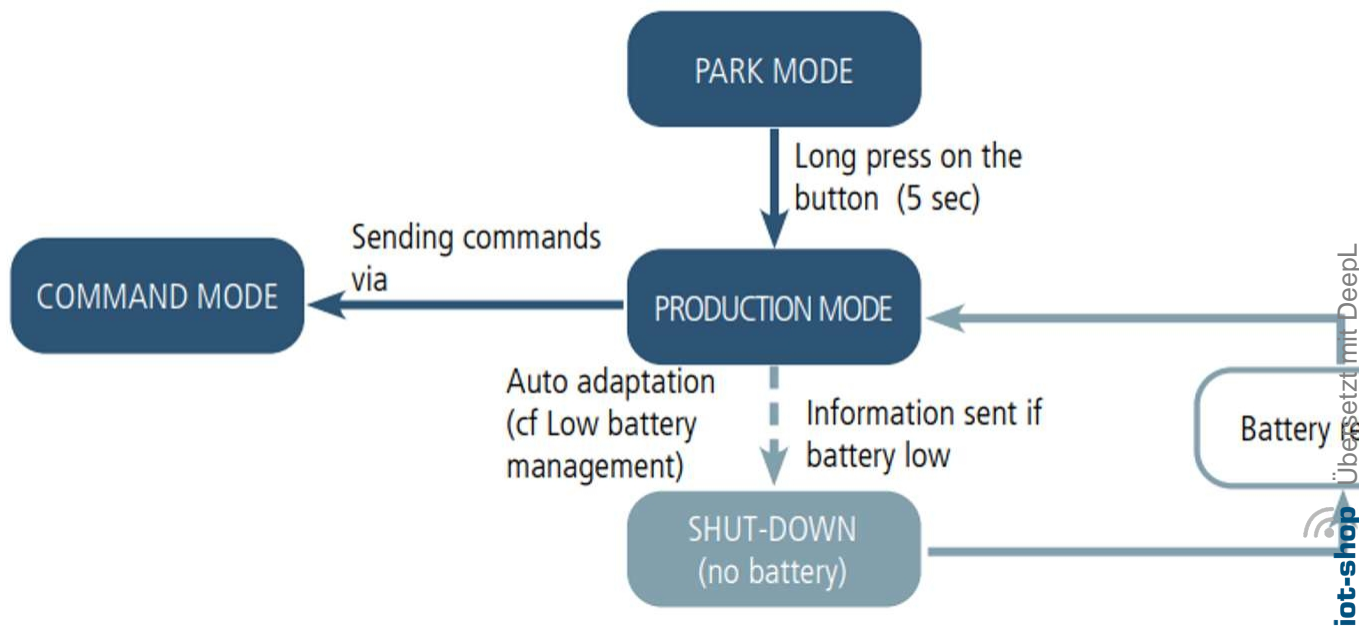 PARK MODE
Long press on the
button (5 sec)
Sending commands
via
COMMAND MODE
PRODUCTION MODE
Auto adaptation
(cf Low battery
management)
Information sent if
battery low
Battery
SHUT-DOWN
(no battery)
Übersetzt mit DeepL
iot-shop